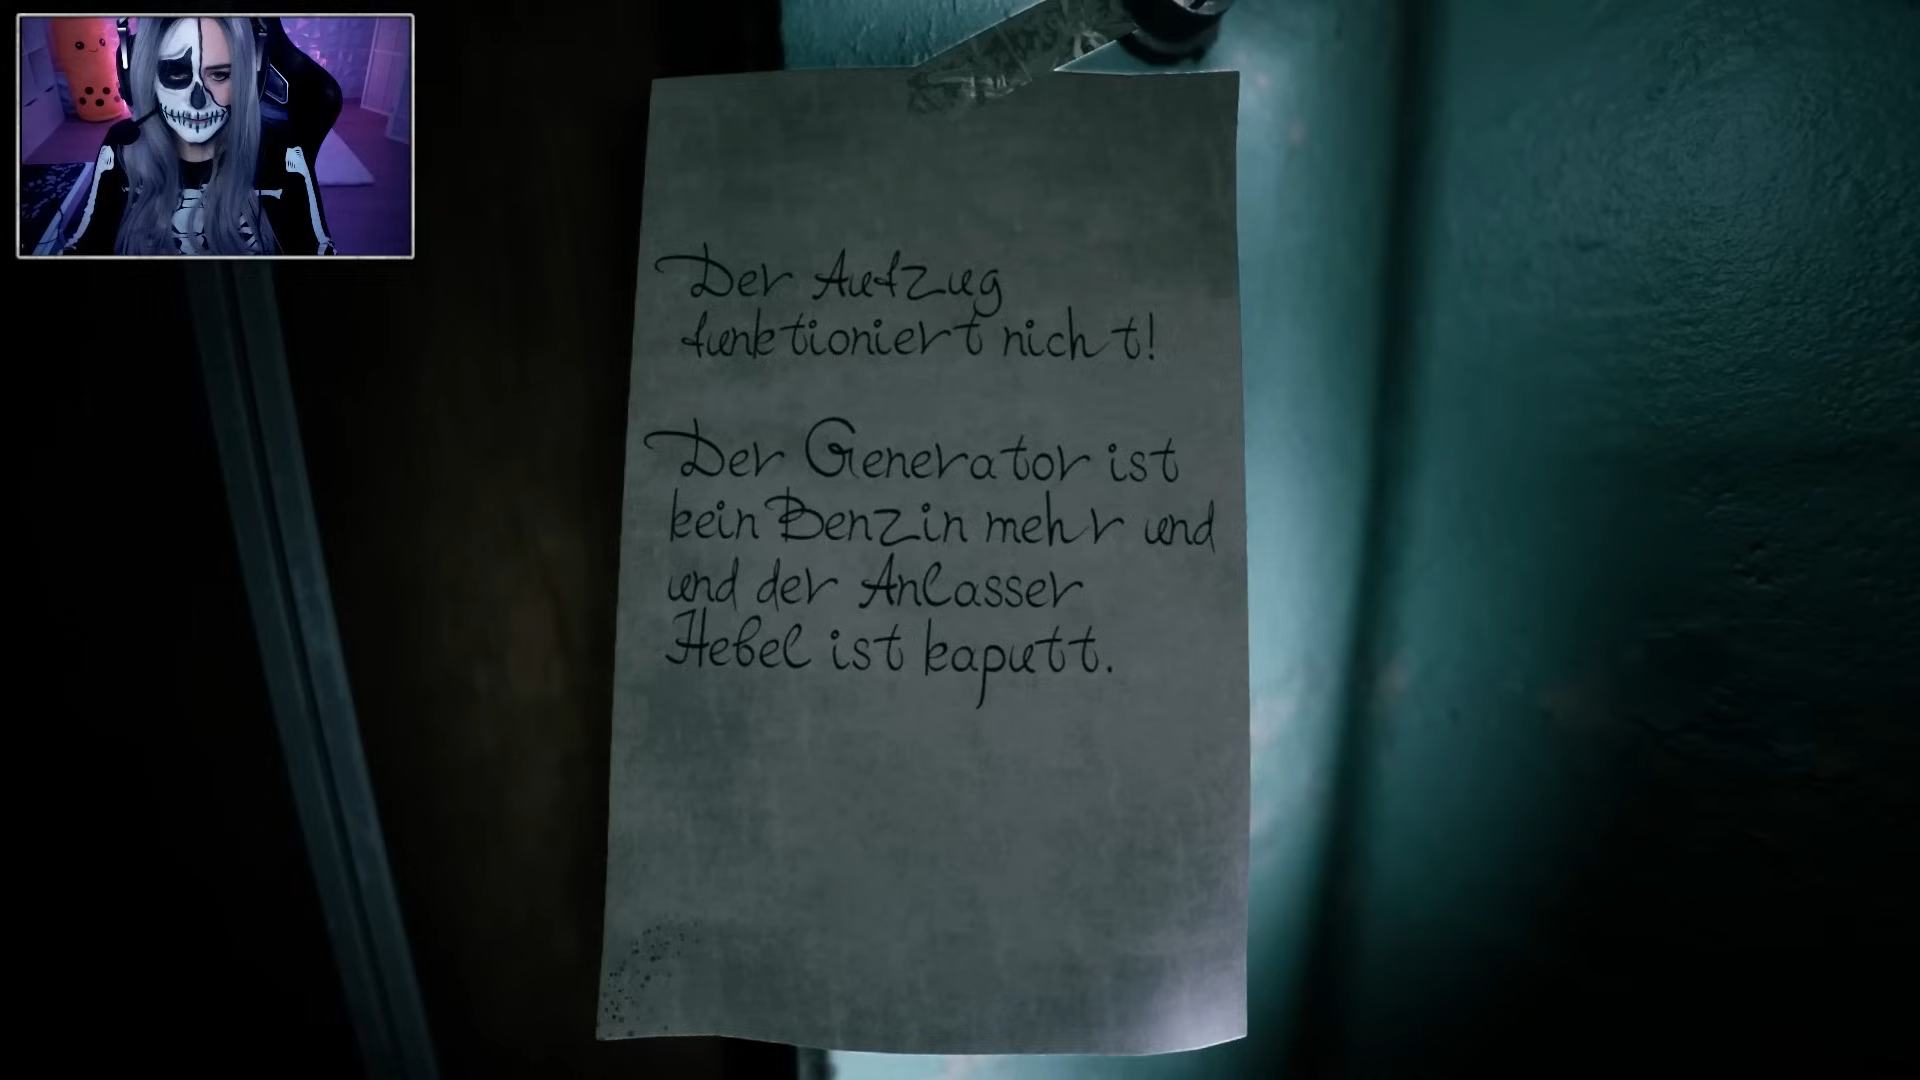 Der Aufzug
funktioniert nicht!
Der Generator ist
kein Benzin mehr und
und der Anlasser
Hebel ist kaputt.